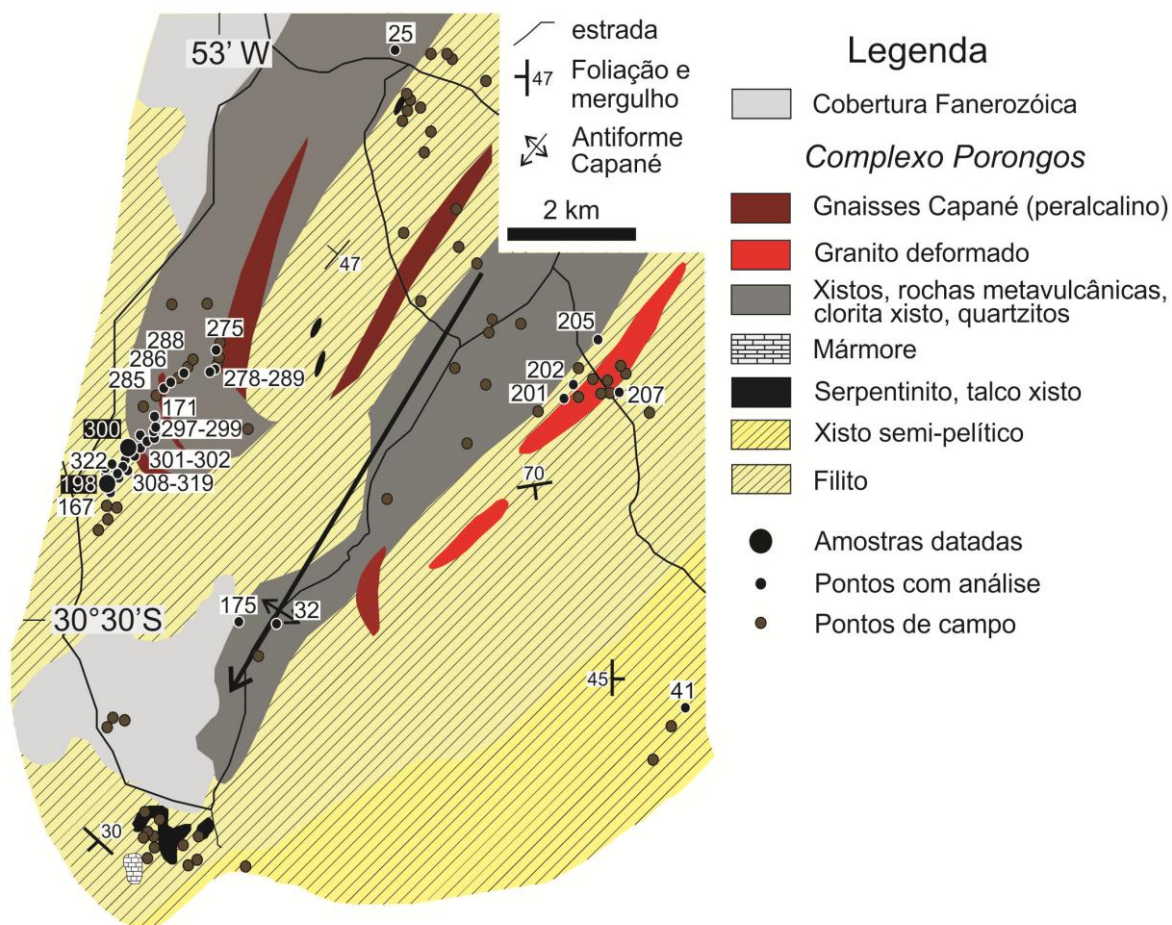 53' W
25
estrada
47
Foliação e
mergulho
Antiforme
Capané
2 km
47
288
275
286
285
278-289
171
300
297-299
322
301-302
198
308-319
167
205
202
201
207
70
30°30'S
175
32
45
41
30
Legenda
Cobertura Fanerozóica
Complexo Porongos
Gnaisses Capané (peralcalino)
Granito deformado
Xistos, rochas metavulcânicas,
clorita xisto, quartzitos
Mármore
Serpentinito, talco xisto
Xisto semi-pelítico
Filito
Amostras datadas
Pontos com análise
Pontos de campo